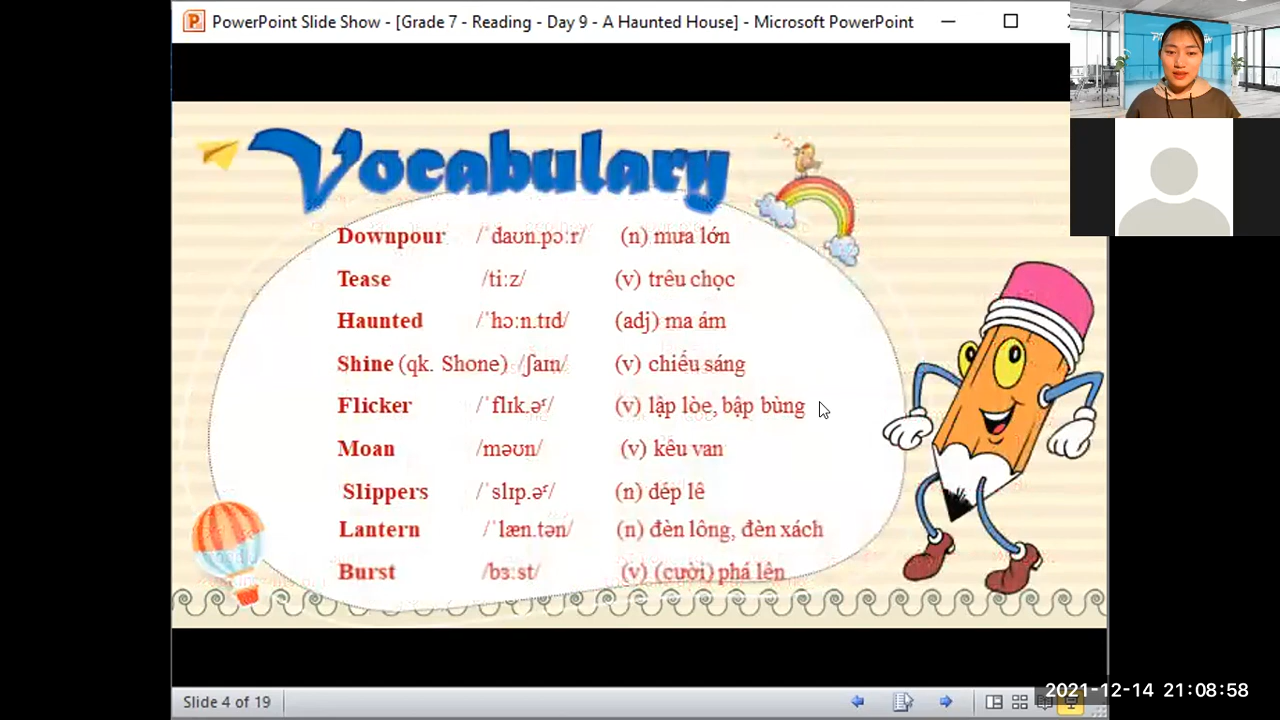 PowerPoint Slide Show - [Grade 7 - Reading - Day 9 - A Haunted House] - Microsoft PowerPoint
Vocabulary
Downpour /ˈdaʊn.pɔːr/ (n) mưa lớn
Tease /tiːz/ (v) trêu chọc
Haunted /ˈhɔːn.tɪd/ (adj) ma ám
Shine (qk. Shone) /ʃaɪn/ (v) chiếu sáng
Flicker /ˈflɪk.ɚ/ (v) lập lòe, bập bùng
Moan /məʊn/ (v) kêu van
Slippers /ˈslɪp.ɚ/ (n) dép lê
Lantern /ˈlæn.tən/ (n) đèn lồng, đèn xách
Burst /bɜːst/ (v) (cười) phá lên
Slide 4 of 19
2021-12-14 21:08:58